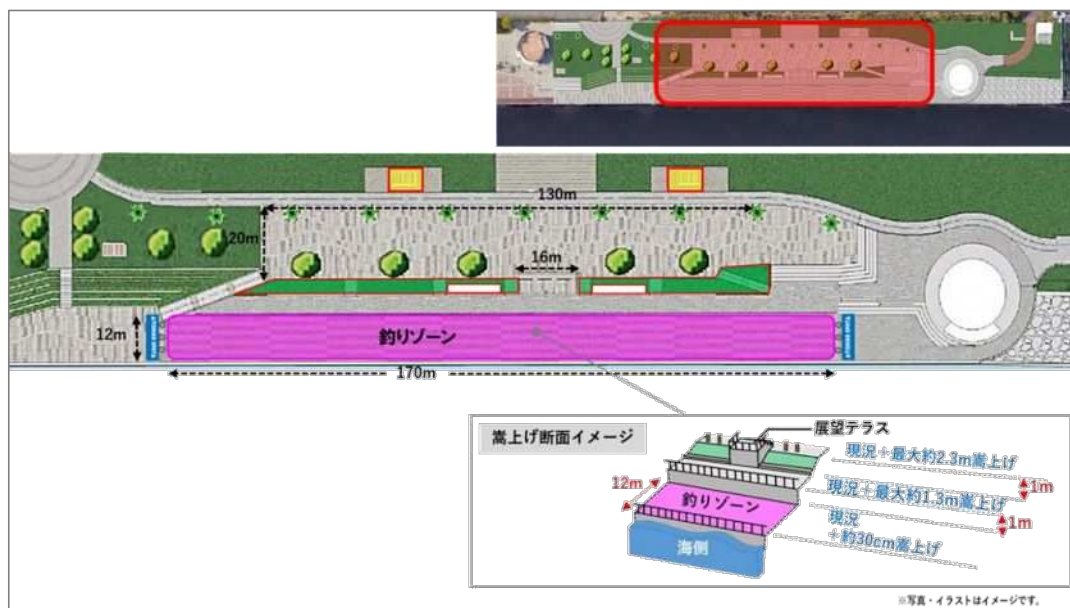 130m
20m
16m
12m
釣りゾーン
170m
嵩上げ断面イメージ
展望テラス
現況+最大約2.3m嵩上げ
1m
12m
釣りゾーン
現況+最大約1.3m嵩上げ
1m
現況
+約30cm嵩上げ
海側
※写真・イラストはイメージです。